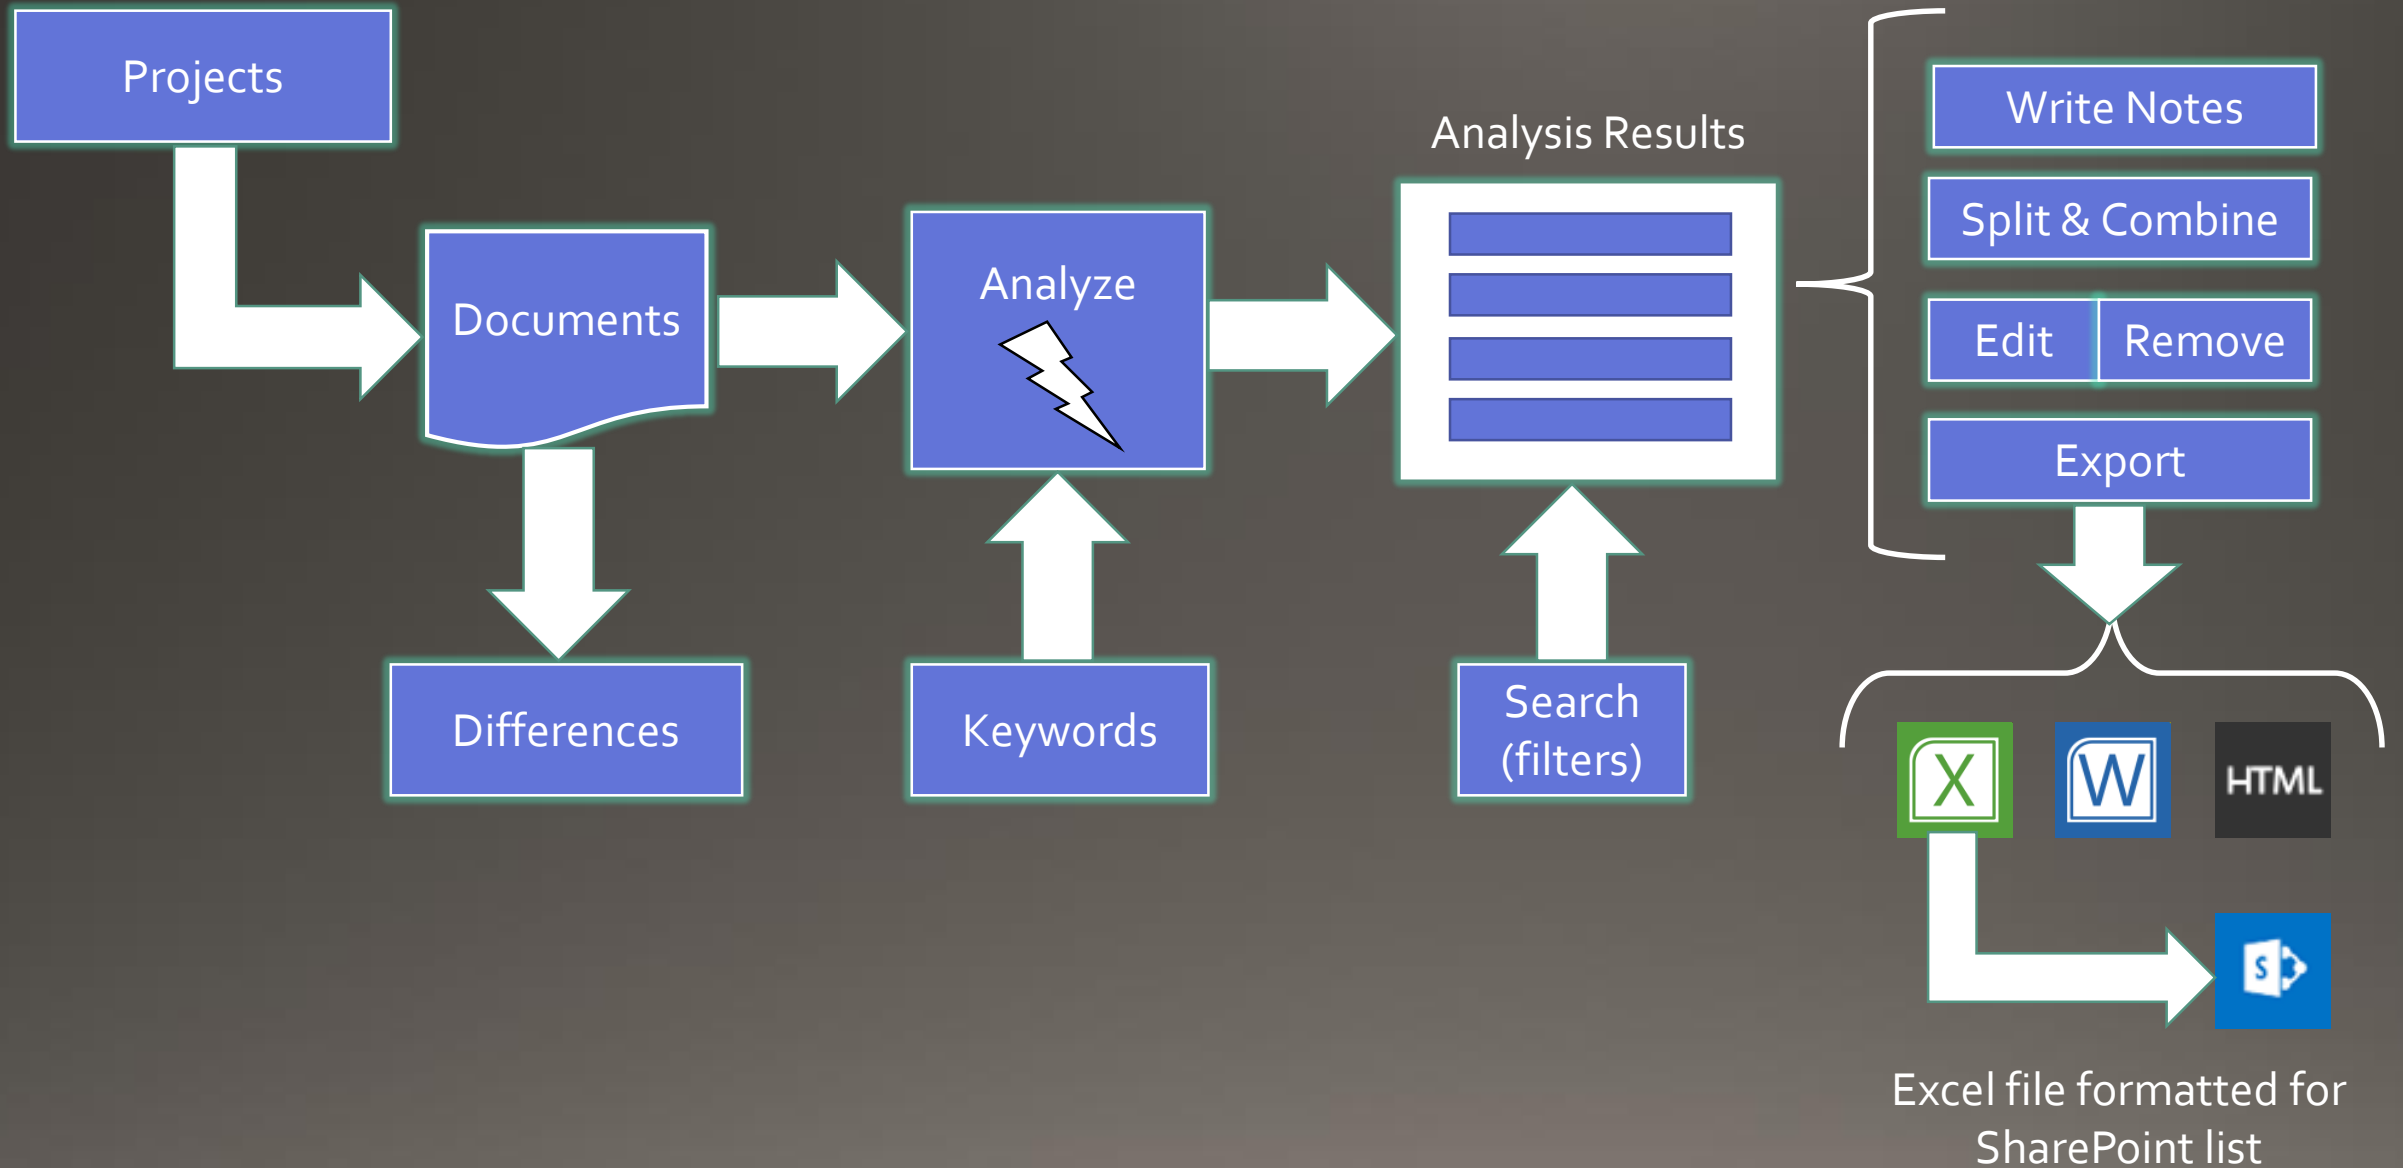 Projects
Documents
Differences
Analyze
Keywords
Analysis Results
Search
(filters)
Write Notes
Split & Combine
Edit
Remove
Export
X
W
HTML
S
Excel file formatted for
SharePoint list